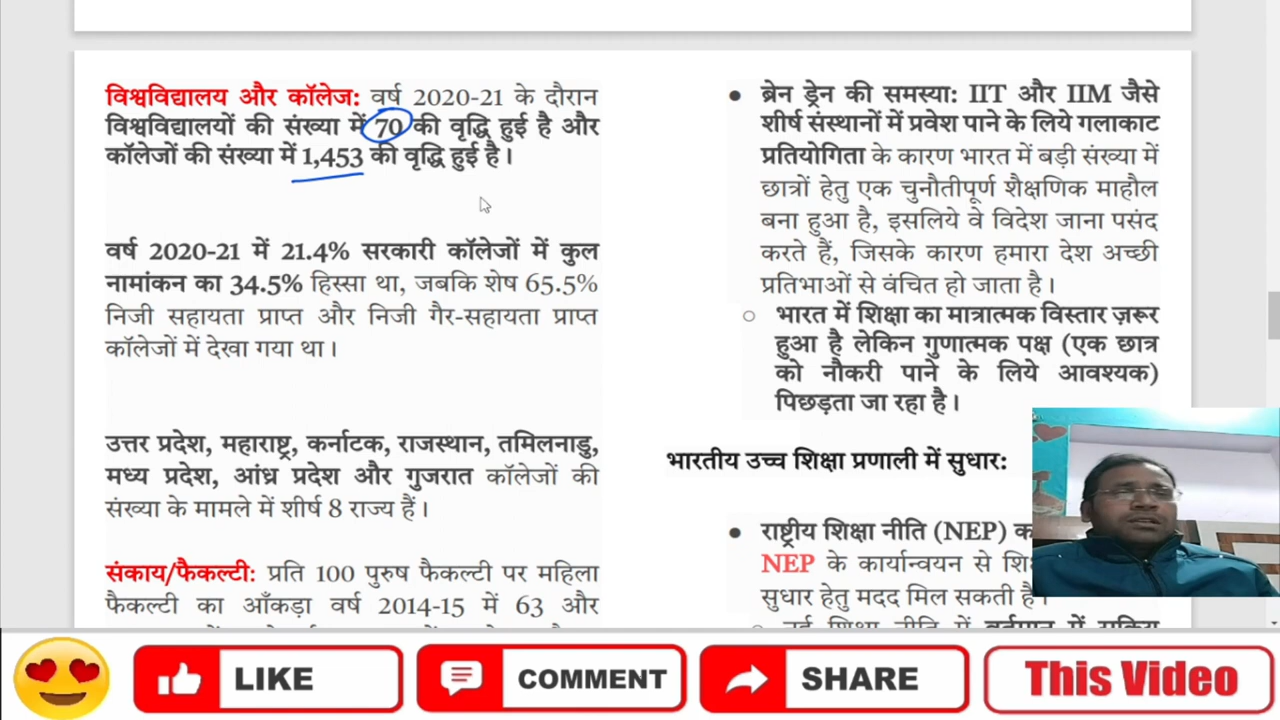 विश्वविद्यालय और कॉलेज: वर्ष 2020-21 के दौरान
विश्वविद्यालयों की संख्या में 70 की वृद्धि हुई है और
कॉलेजों की संख्या में 1,453 की वृद्धि हुई है।
वर्ष 2020-21 में 21.4% सरकारी कॉलेजों में कुल
नामांकन का 34.5% हिस्सा था, जबकि शेष 65.5%
निजी सहायता प्राप्त और निजी गैर-सहायता प्राप्त
कॉलेजों में देखा गया था।
उत्तर प्रदेश, महाराष्ट्र, कर्नाटक, राजस्थान, तमिलनाडु,
मध्य प्रदेश, आंध्र प्रदेश और गुजरात कॉलेजों की
संख्या के मामले में शीर्ष 8 राज्य हैं।
संकाय/फैकल्टी: प्रति 100 पुरुष फैकल्टी पर महिला
फैकल्टी का आँकड़ा वर्ष 2014-15 में 63 और
ब्रेन ड्रेन की समस्या: IIT और IIM जैसे
शीर्ष संस्थानों में प्रवेश पाने के लिये गलाकाट
प्रतियोगिता के कारण भारत में बड़ी संख्या में
छात्रों हेतु एक चुनौतीपूर्ण शैक्षणिक माहौल
बना हुआ है, इसलिये वे विदेश जाना पसंद
करते हैं, जिसके कारण हमारा देश अच्छी
प्रतिभाओं से वंचित हो जाता है।
भारत में शिक्षा का मात्रात्मक विस्तार ज़रूर
हुआ है लेकिन गुणात्मक पक्ष (एक छात्र
को नौकरी पाने के लिये आवश्यक)
पिछड़ता जा रहा है।
भारतीय उच्च शिक्षा प्रणाली में सुधार:
राष्ट्रीय शिक्षा नीति (NEP)
NEP के कार्यान्वयन से
सुधार हेतु मदद मिल सकती है।
LIKE
COMMENT
SHARE
This Video